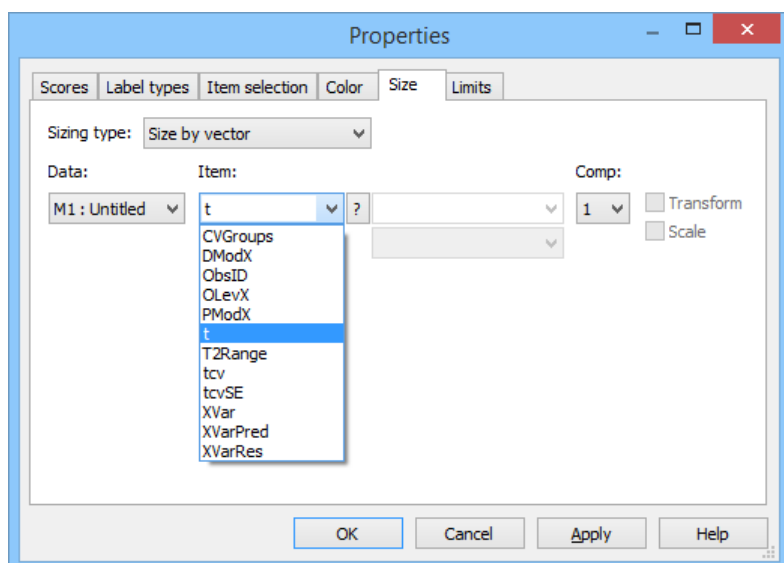 Properties
Scores Label types Item selection Color Size Limits
Sizing type: Size by vector
Data: Item: Comp:
M1 : Untitled t ? 1 Transform
Scale
CVGroups
DModX
ObsID
OLevX
PModX
t
T2Range
tcv
tcvSE
XVar
XVarPred
XVarRes
OK Cancel Apply Help